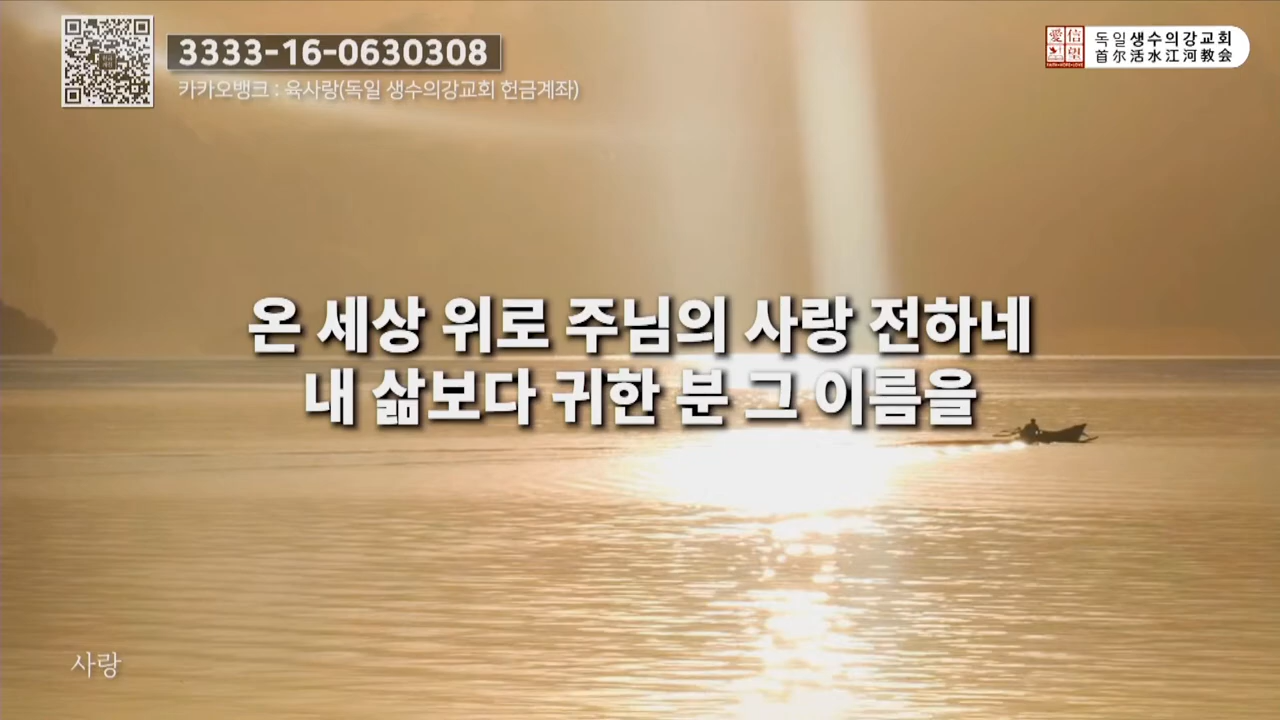 3333-16-0630308
카카오뱅크 : 육사랑(독일 생수의강교회 헌금계좌)
愛信
望
독일 생수의강교회
首尔活水江河教会
온 세상 위로 주님의 사랑 전하네
내 삶보다 귀한 분 그 이름을
사랑